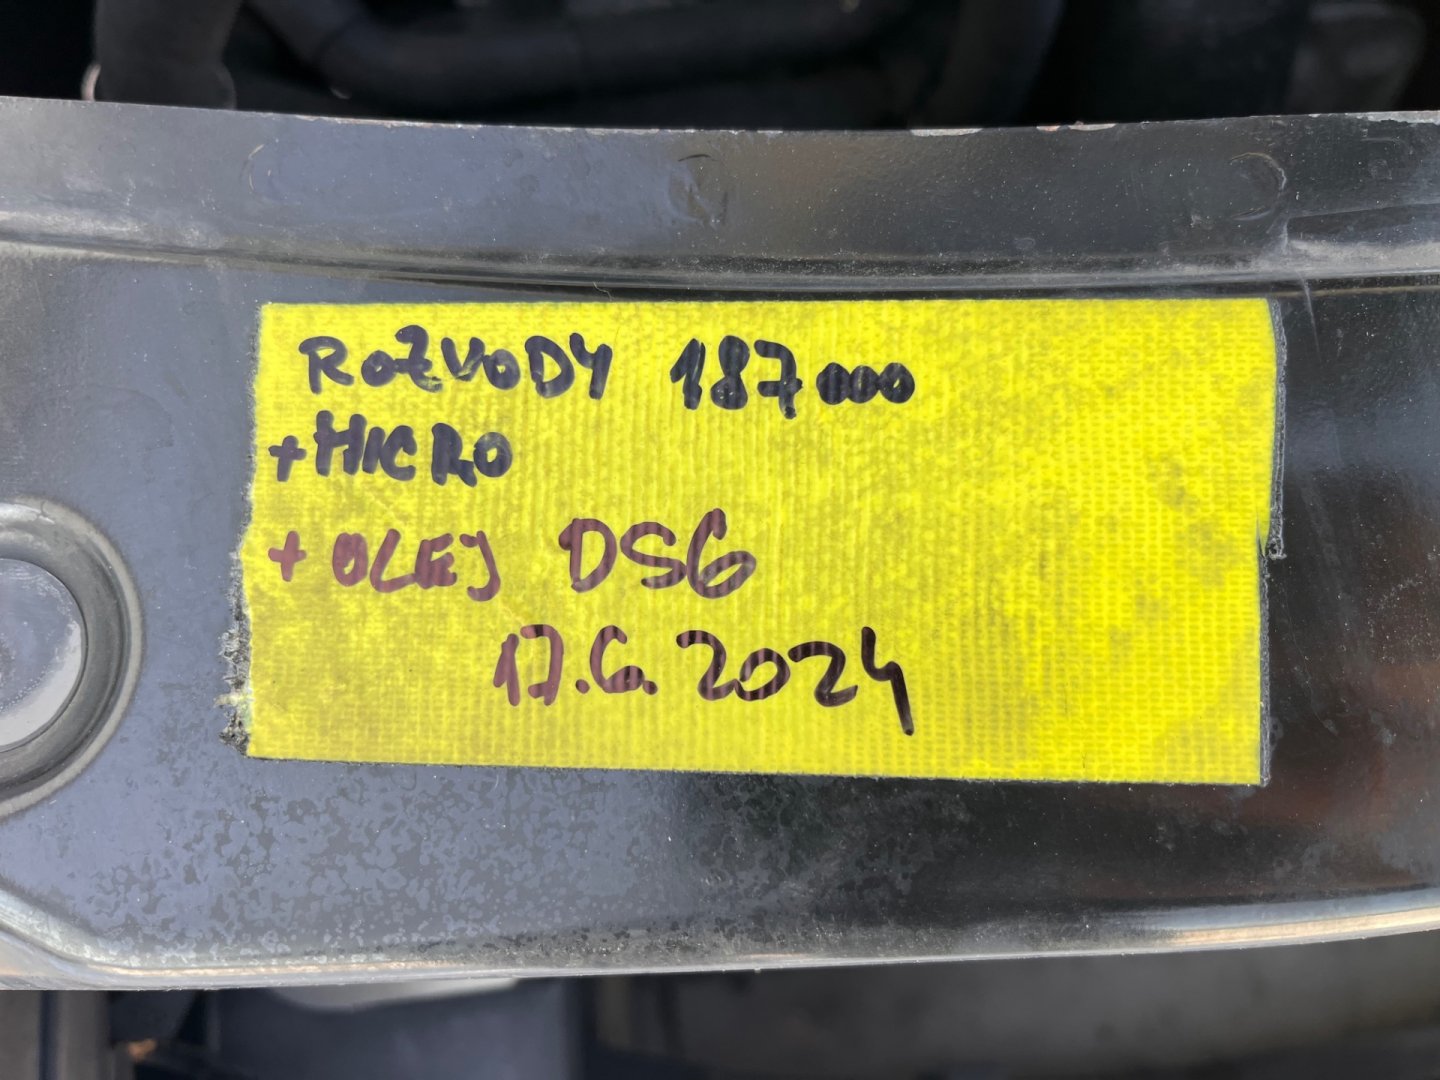 ROZVODY 187000
+MICRO
+ OLEJ DSG
17.6.2024